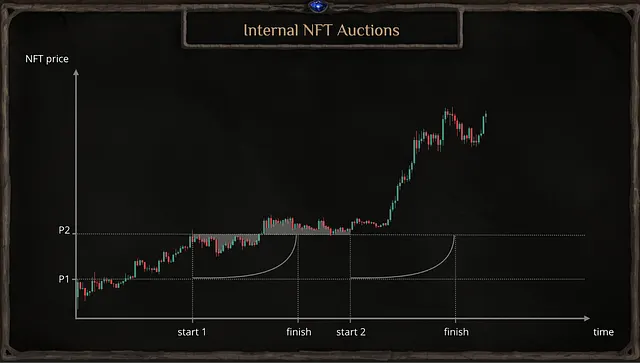 Internal NFT Auctions
NFT price
P2
P1
start 1
finish
start 2
finish
time